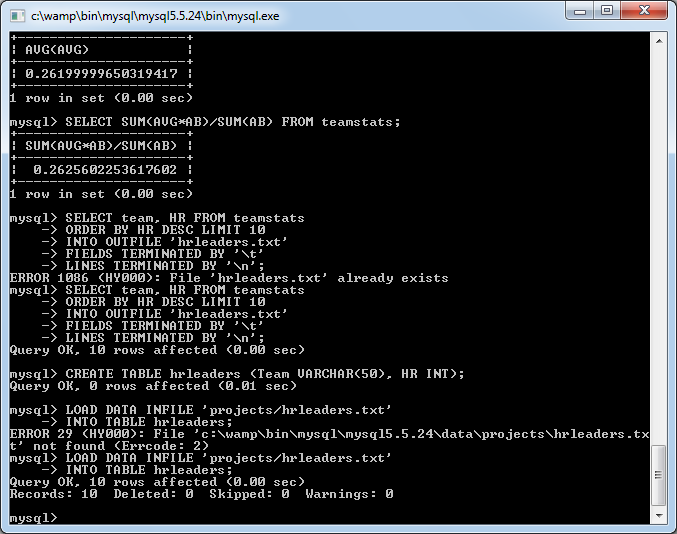 c:\wamp\bin\mysql\mysql5.5.24\bin\mysql.exe
+----------------------+
| AVG(AVG)             |
+----------------------+
| 0.26199999650319417 |
+----------------------+
1 row in set (0.00 sec)
mysql> SELECT SUM(AVG*AB)/SUM(AB) FROM teamstats;
+----------------------+
| SUM(AVG*AB)/SUM(AB) |
+----------------------+
|  0.2625602253617602 |
+----------------------+
1 row in set (0.00 sec)
mysql> SELECT team, HR FROM teamstats
    -> ORDER BY HR DESC LIMIT 10
    -> INTO OUTFILE 'hrleaders.txt'
    -> FIELDS TERMINATED BY '\t'
    -> LINES TERMINATED BY '\n';
ERROR 1086 (HY000): File 'hrleaders.txt' already exists
mysql> SELECT team, HR FROM teamstats
    -> ORDER BY HR DESC LIMIT 10
    -> INTO OUTFILE 'hrleaders.txt'
    -> FIELDS TERMINATED BY '\t'
    -> LINES TERMINATED BY '\n';
Query OK, 10 rows affected (0.00 sec)
mysql> CREATE TABLE hrleaders (Team VARCHAR(50), HR INT);
Query OK, 0 rows affected (0.01 sec)
mysql> LOAD DATA INFILE 'projects/hrleaders.txt'
    -> INTO TABLE hrleaders;
ERROR 29 (HY000): File 'c:\wamp\bin\mysql\mysql5.5.24\data\projects\hrleaders.tx
t' not found (Errcode: 2)
mysql> LOAD DATA INFILE 'projects/hrleaders.txt'
    -> INTO TABLE hrleaders;
Query OK, 10 rows affected (0.00 sec)
Records: 10  Deleted: 0  Skipped: 0  Warnings: 0
mysql>